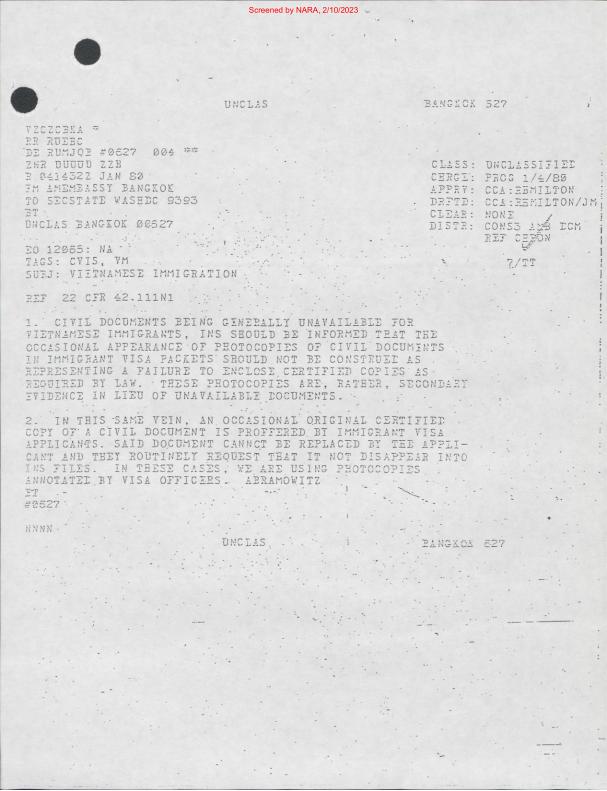 Screened by NARA, 2/10/2023
UNCLAS BANGKOK 527
VZCZCBKA *
RR RUEHC
DE RUMJQB #0527 004 **
ZNR UUUUU ZZH
R 041432Z JAN 80
FM AMEMBASSY BANGKOK
TO SECSTATE WASHDC 9393
BT
UNCLAS BANGKOK 00527
CLASS: UNCLASSIFIED
CHRGE: PROG 1/4/80
APPRV: CCA:RHMILTON
DRFTD: CCA:RHMILTON/JM
CLEAR: NONE
DISTR: CONS3 DCM
REF CHRON
7/TT
EO 12065: NA
TAGS: CVIS, VM
SUBJ: VIETNAMESE IMMIGRATION
REF 22 CFR 42.111N1
1. CIVIL DOCUMENTS BEING GENERALLY UNAVAILABLE FOR
VIETNAMESE IMMIGRANTS, INS SHOULD BE INFORMED THAT THE
OCCASIONAL APPEARANCE OF PHOTOCOPIES OF CIVIL DOCUMENTS
IN IMMIGRANT VISA PACKETS SHOULD NOT BE CONSTRUED AS
REPRESENTING A FAILURE TO ENCLOSE CERTIFIED COPIES AS
REQUIRED BY LAW. THESE PHOTOCOPIES ARE, RATHER, SECONDARY
EVIDENCE IN LIEU OF UNAVAILABLE DOCUMENTS.
2. IN THIS SAME VEIN, AN OCCASIONAL ORIGINAL CERTIFIED
COPY OF A CIVIL DOCUMENT IS PROFFERED BY IMMIGRANT VISA
APPLICANTS. SAID DOCUMENT CANNOT BE REPLACED BY THE APPLI-
CANT AND THEY ROUTINELY REQUEST THAT IT NOT DISAPPEAR INTO
INS FILES. IN THESE CASES, WE ARE USING PHOTOCOPIES
ANNOTATED BY VISA OFFICERS. ABRAMOWITZ
BT
#0527
NNNN
UNCLAS BANGKOK 527